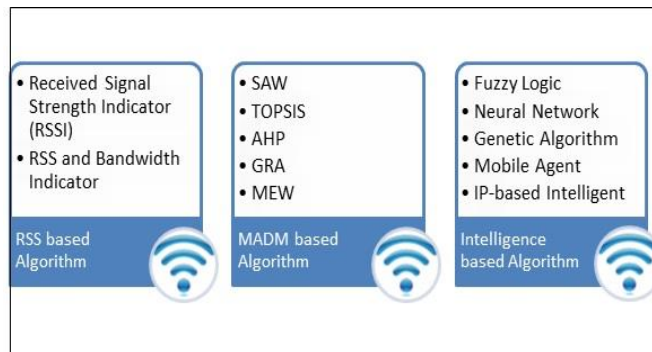 • Received Signal
Strength Indicator
(RSSI)
• RSS and Bandwidth
Indicator
RSS based
Algorithm
• SAW
• TOPSIS
• AHP
• GRA
• MEW
MADM based
Algorithm
• Fuzzy Logic
• Neural Network
• Genetic Algorithm
• Mobile Agent
• IP-based Intelligent
Intelligence
based Algorithm